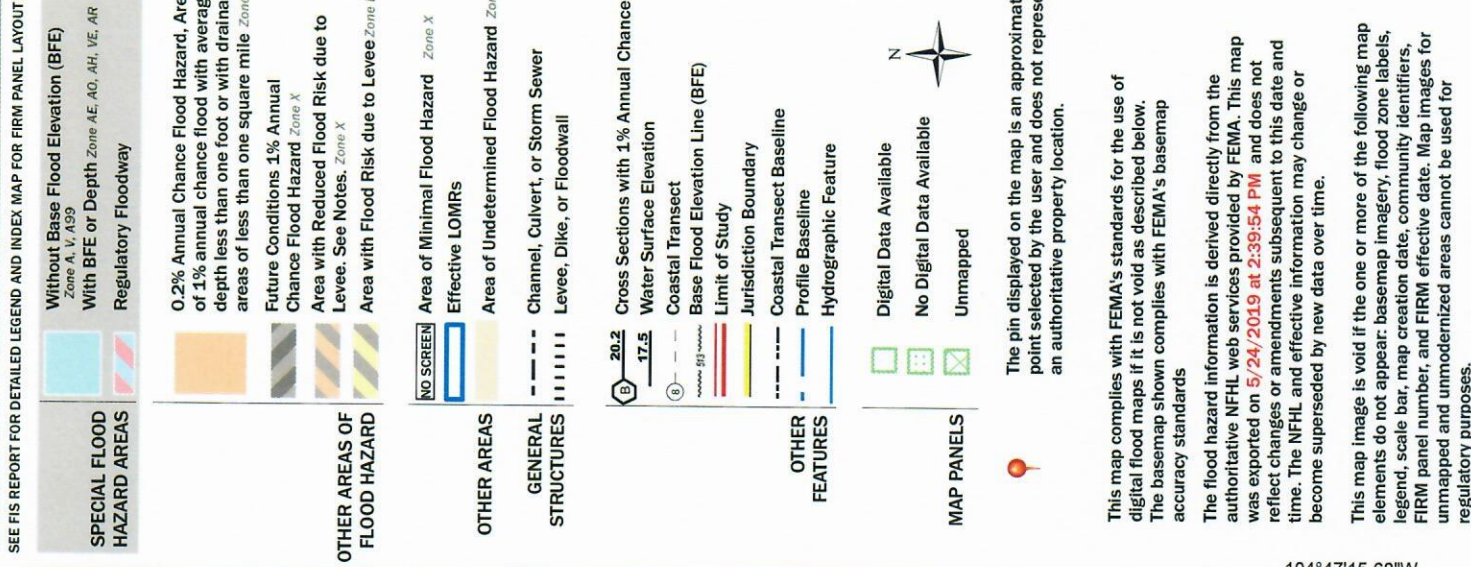 SEE FIS REPORT FOR DETAILED LEGEND AND INDEX MAP FOR FIRM PANEL LAYOUT
SPECIAL FLOOD
HAZARD AREAS
Without Base Flood Elevation (BFE)
Zone A, V, A99
With BFE or Depth Zone AE, AO, AH, VE, AR
Regulatory Floodway
OTHER AREAS OF
FLOOD HAZARD
0.2% Annual Chance Flood Hazard, Are
of 1% annual chance flood with averag
depth less than one foot or with draina
areas of less than one square mile Zone
Future Conditions 1% Annual
Chance Flood Hazard Zone X
Area with Reduced Flood Risk due to
Levee. See Notes. Zone X
Area with Flood Risk due to Levee Zone
OTHER AREAS
NO SCREEN Area of Minimal Flood Hazard Zone X
Effective LOMRs
Area of Undetermined Flood Hazard Zon
GENERAL
STRUCTURES
Channel, Culvert, or Storm Sewer
Levee, Dike, or Floodwall
OTHER
FEATURES
B 20.2 Cross Sections with 1% Annual Chance
17.5 Water Surface Elevation
8 Coastal Transect
513 Base Flood Elevation Line (BFE)
Limit of Study
Jurisdiction Boundary
Coastal Transect Baseline
Profile Baseline
Hydrographic Feature
MAP PANELS
Digital Data Available
No Digital Data Available
Unmapped
N
The pin displayed on the map is an approximat
point selected by the user and does not represe
an authoritative property location.
This map complies with FEMA's standards for the use of
digital flood maps if it is not void as described below.
The basemap shown complies with FEMA's basemap
accuracy standards
The flood hazard information is derived directly from the
authoritative NFHL web services provided by FEMA. This map
was exported on 5/24/2019 at 2:39:54 PM and does not
reflect changes or amendments subsequent to this date and
time. The NFHL and effective information may change or
become superseded by new data over time.
This map image is void if the one or more of the following map
elements do not appear: basemap imagery, flood zone labels,
legend, scale bar, map creation date, community identifiers,
FIRM panel number, and FIRM effective date. Map images for
unmapped and unmodernized areas cannot be used for
regulatory purposes.